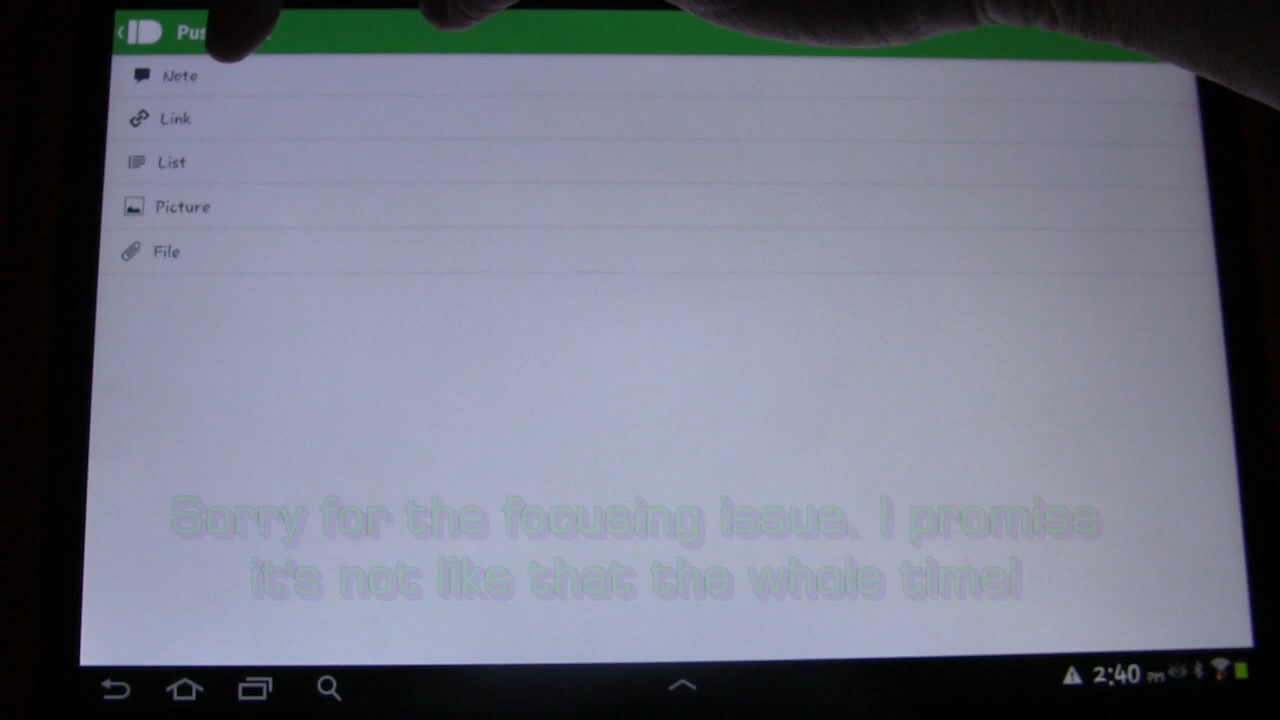 Note
Link
List
Picture
File
Sorry for the focusing issue. I promise
it's not like that the whole time!
2:40 PM